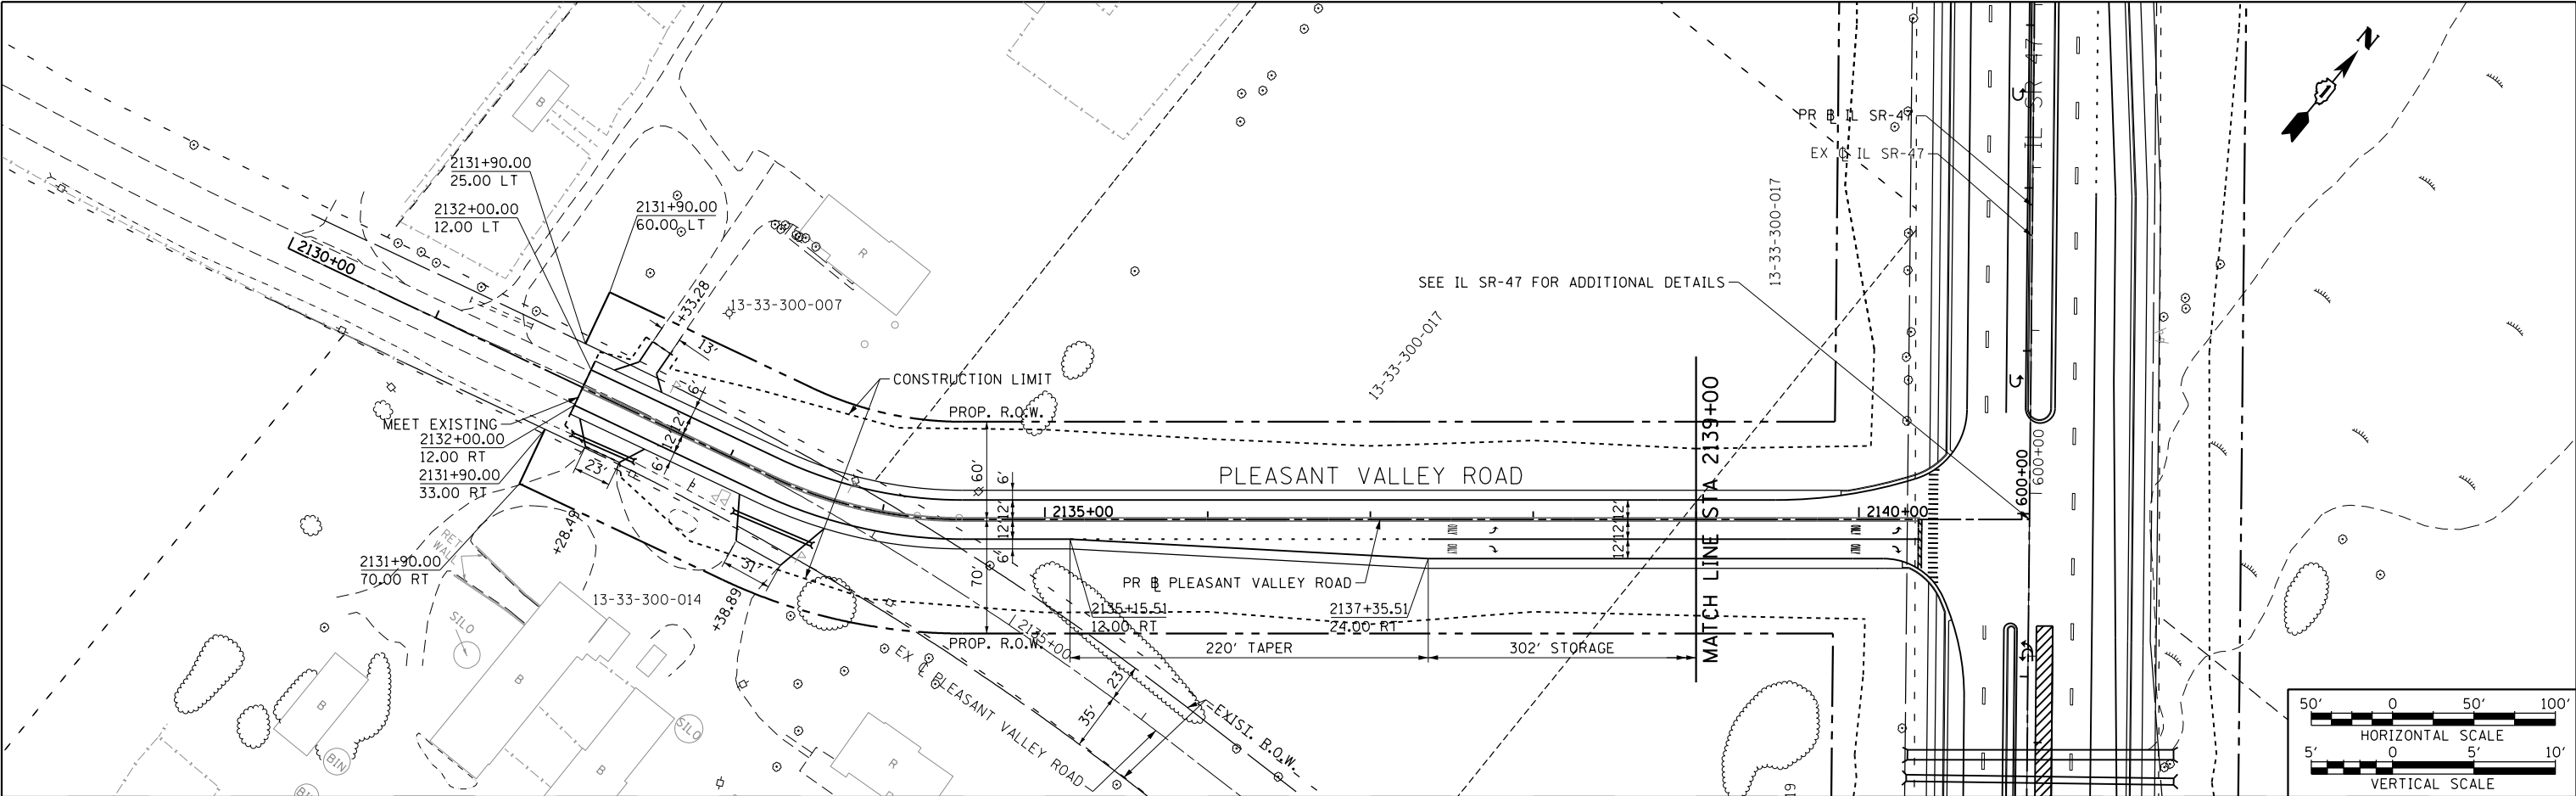 N
PR B IL SR-47
EX C IL SR-47
IL SR-47
2131+90.00
25.00 LT
2132+00.00
12.00 LT
2131+90.00
60.00 LT
B
R
2130+00
+33.28
13'
13-33-300-007
13-33-300-017
13-33-300-017
SEE IL SR-47 FOR ADDITIONAL DETAILS
CONSTRUCTION LIMIT
PROP. R.O.W.
MEET EXISTING
2132+00.00
12.00 RT
2131+90.00
33.00 RT
6'
12'
12'
6'
23'
60'
6'
12'
12'
6'
70'
PLEASANT VALLEY ROAD
2135+00
12'
12'
12'
MATCH LINE STA 2139+00
2140+00
600+00
600+00
ONLY
ONLY
+28.49
RET
WALL
2131+90.00
70.00 RT
31'
+38.89
13-33-300-014
PR B PLEASANT VALLEY ROAD
2135+15.51
12.00 RT
2137+35.51
24.00 RT
PROP. R.O.W.
220' TAPER
302' STORAGE
2135+00
EX C PLEASANT VALLEY ROAD
23'
35'
EXIST. R.O.W.
SILO
B
B
B
SILO
BIN
R
19
50' 0 50' 100'
HORIZONTAL SCALE
5' 0 5' 10'
VERTICAL SCALE